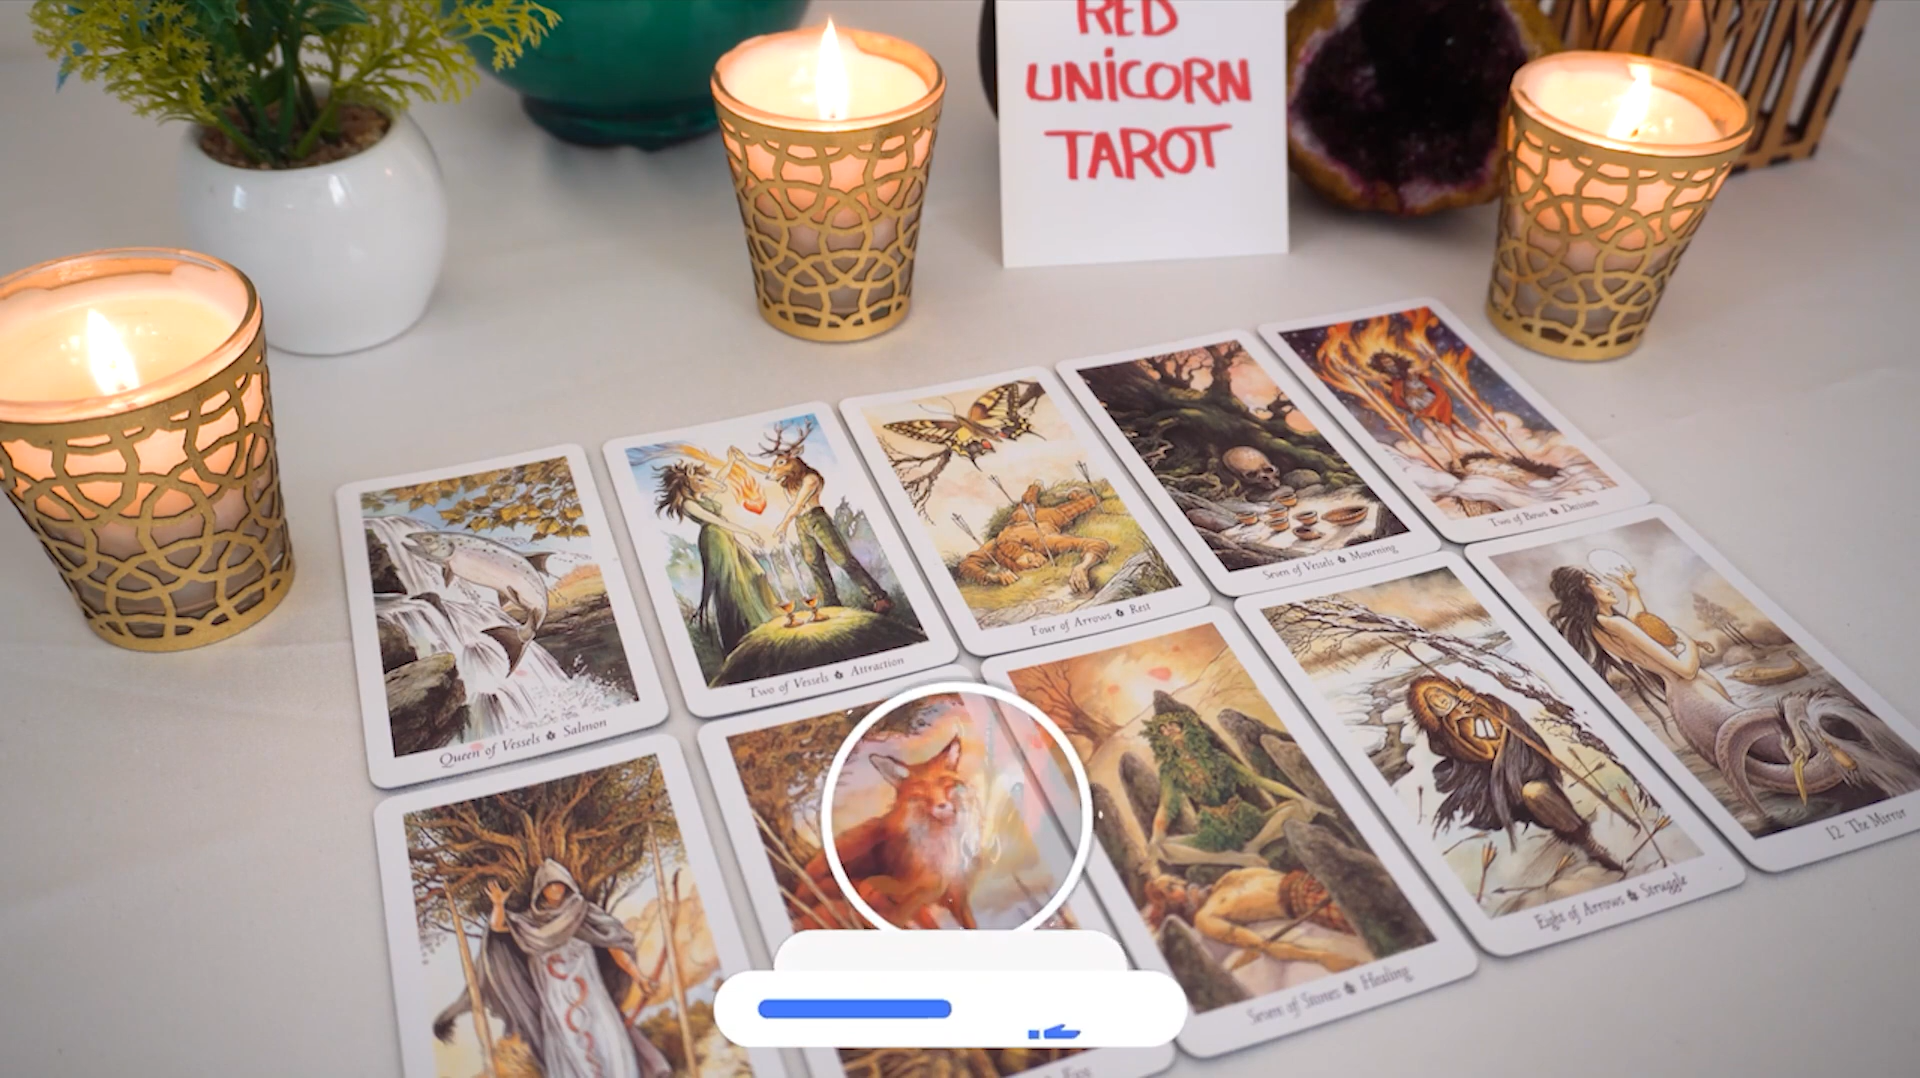 RED
UNiCORN
TAROT
Two of Bows Decision
Seven of Vessels Mourning
Four of Arrows Rest
Two of Vessels Attraction
Queen of Vessels Salmon
12 The Mirror
Eight of Arrows Struggle
Seven of Stones Healing